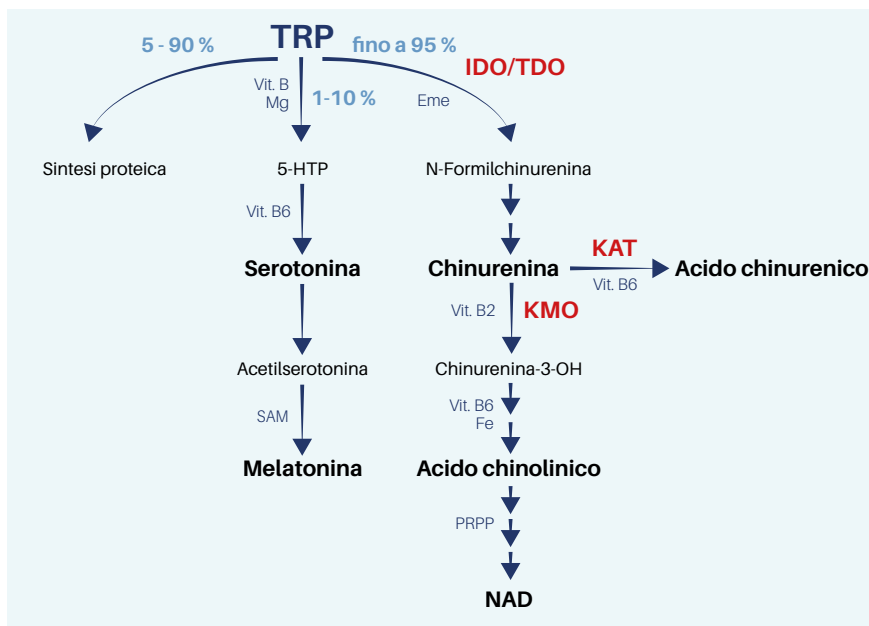 TRP
5 - 90 %
fino a 95 %
IDO/TDO
Vit. B
Mg
1-10 %
Eme
Sintesi proteica
5-HTP
N-Formilchinurenina
Vit. B6
Serotonina
Chinurenina
KAT
Vit. B6
Acido chinurenico
Vit. B2
KMO
Acetilserotonina
Chinurenina-3-OH
SAM
Vit. B6
Fe
Melatonina
Acido chinolinico
PRPP
NAD